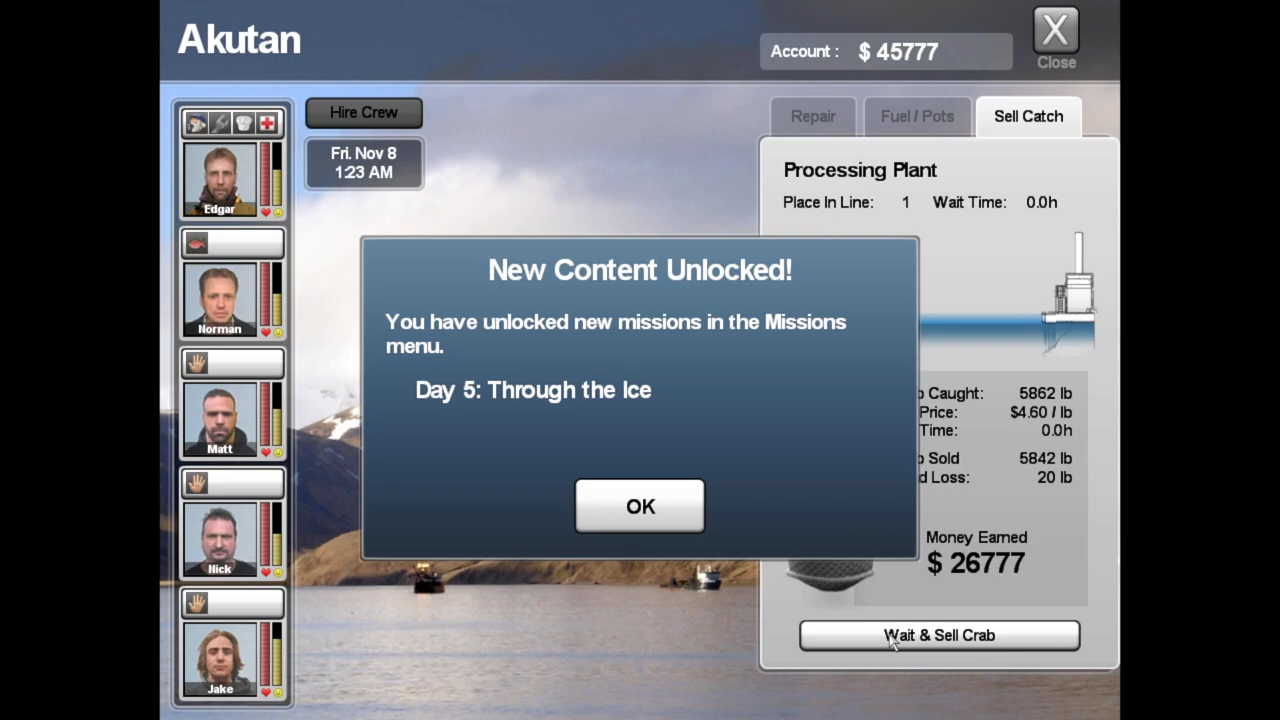 Akutan
Account : $ 45777
X
Close
Hire Crew
Fri. Nov 8
1:23 AM
Repair
Fuel / Pots
Sell Catch
Edgar
Norman
Matt
Nick
Jake
Processing Plant
Place In Line: 1 Wait Time: 0.0h
New Content Unlocked!
You have unlocked new missions in the Missions
menu.
Day 5: Through the Ice
OK
Caught: 5862 lb
Price: $4.60 / lb
Time: 0.0h
Sold 5842 lb
Loss: 20 lb
Money Earned
$ 26777
Wait & Sell Crab